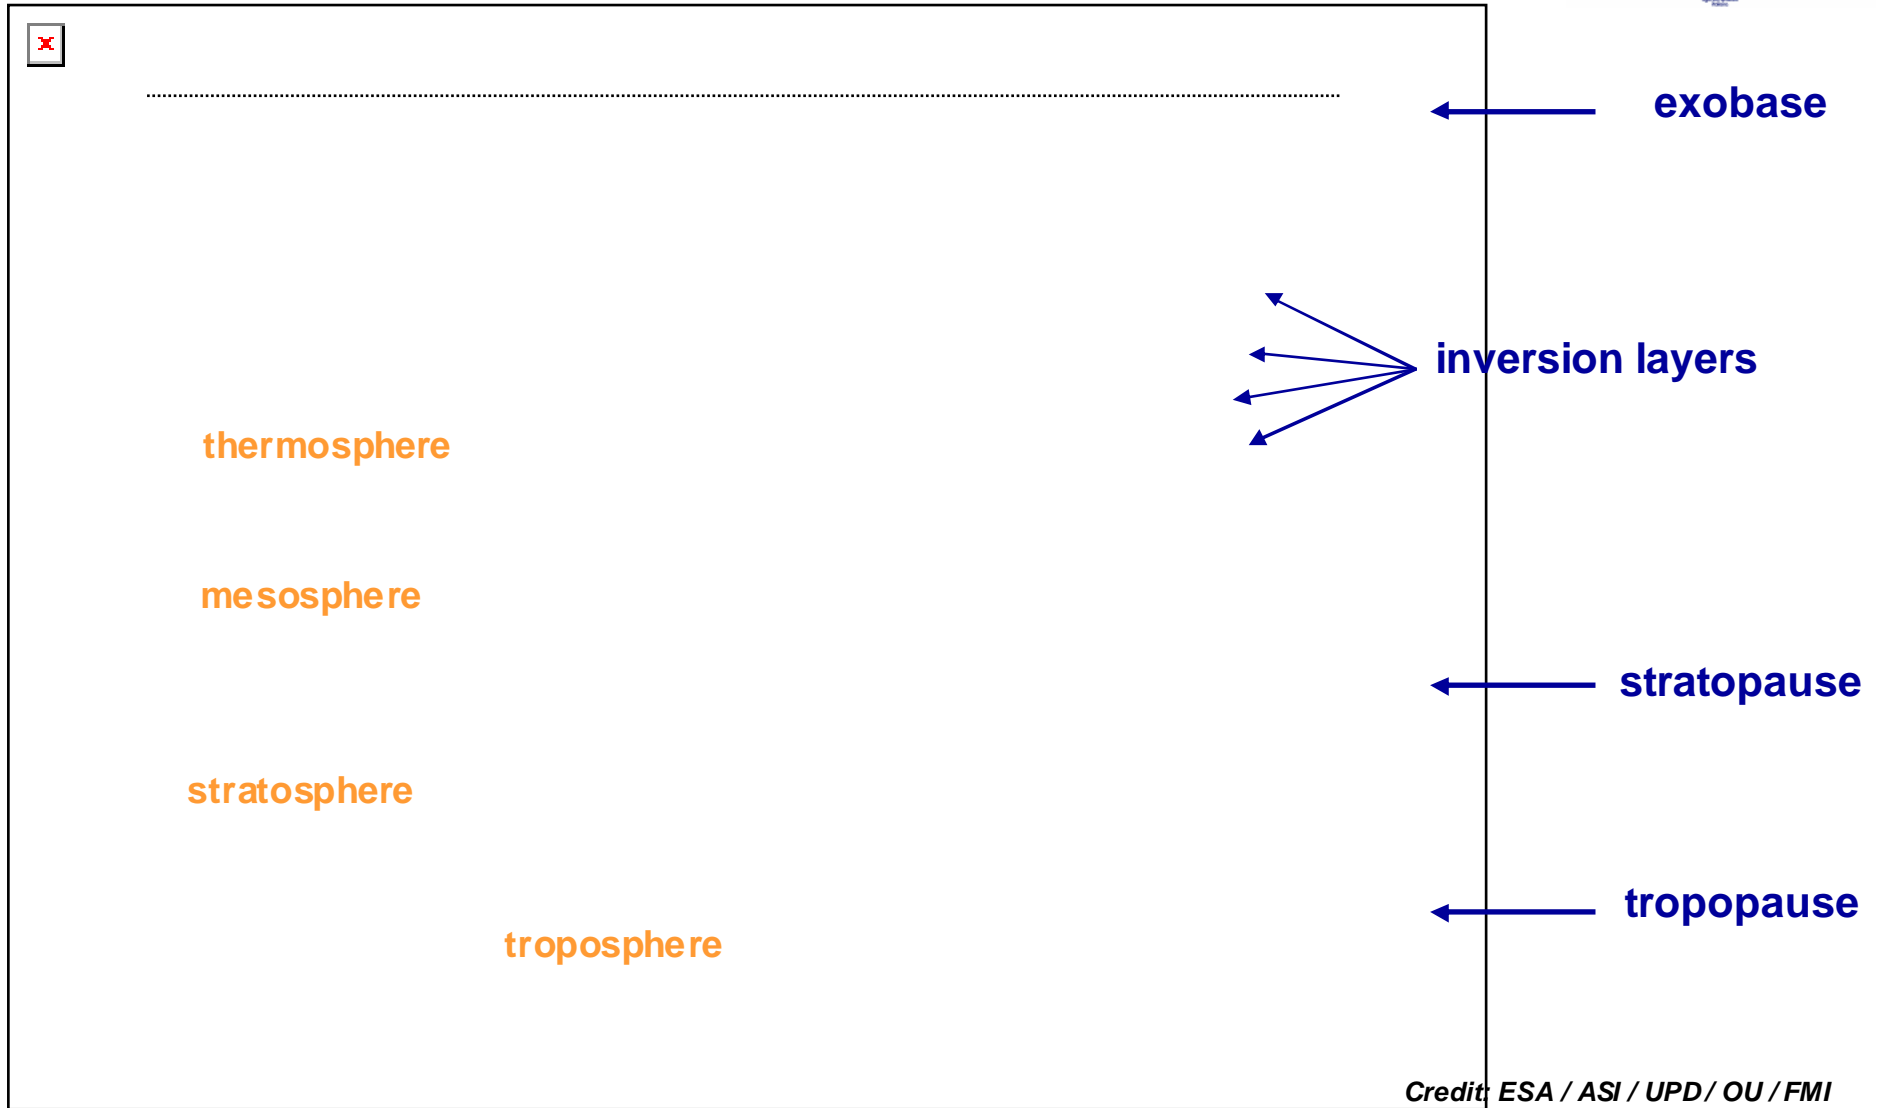 exobase
inversion layers
thermosphere
mesosphere
stratopause
stratosphere
tropopause
troposphere
Credit: ESA / ASI / UPD / OU / FMI